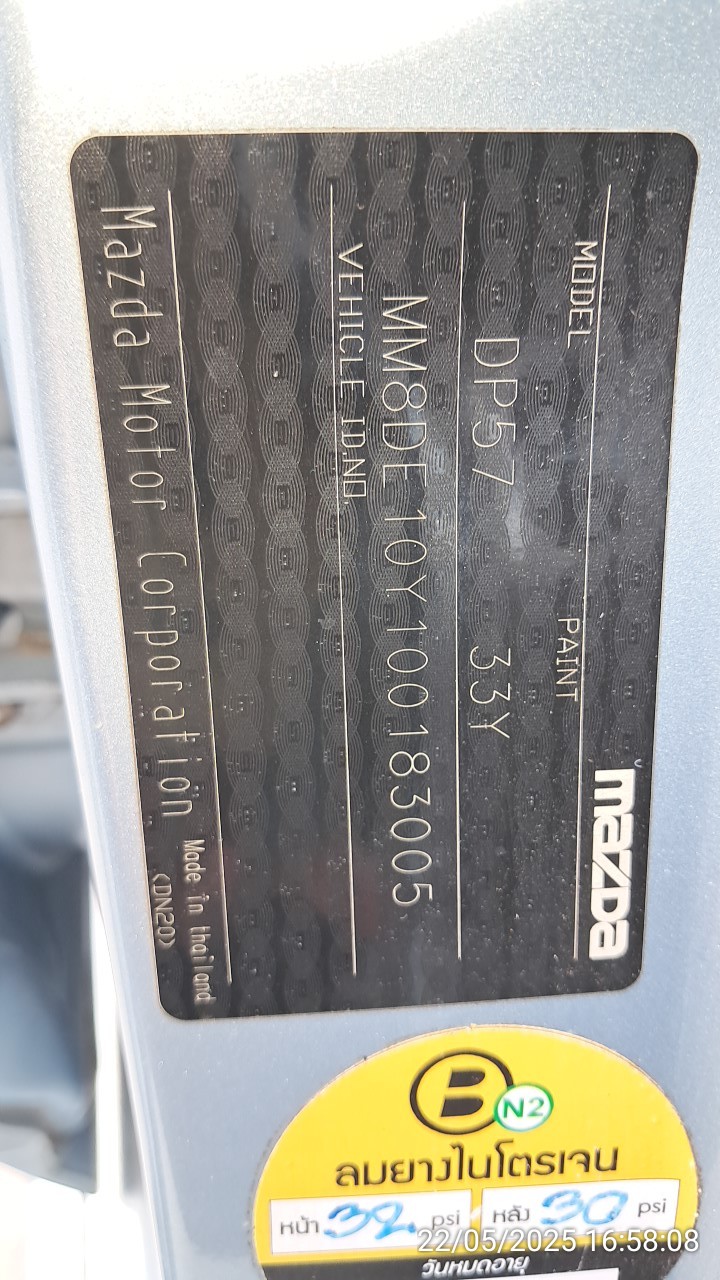 mazda
MODEL PAINT
DP57 33Y
MM8DE10Y100183005
VEHICLE ID.NO.
Mazda Motor Corporation Made in thailand
<DN20>
B N2
ลมยางไนโตรเจน
หน้า 32 psi หลัง 30 psi
วันหมดอายุ
22/05/2025 16:58:08